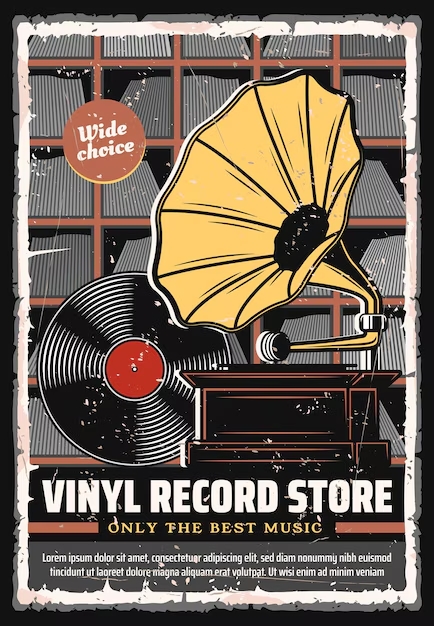 Wide
choice
VINYL RECORD STORE
ONLY THE BEST MUSIC
Lorem ipsum dolor sit amet, consectetuer adipiscing elit, sed
diam nonummy nibh euismod tincidunt ut laoreet dolore
magna aliquam erat volutpat. Ut wisi enim ad minim veniam